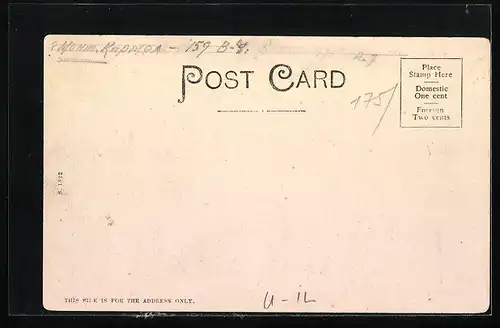 159 B-
POST CARD
175/
Place
Stamp Here
Domestic
One cent
Foreign
Two cents
S. 1572
THIS SIDE IS FOR THE ADDRESS ONLY.
U-IL